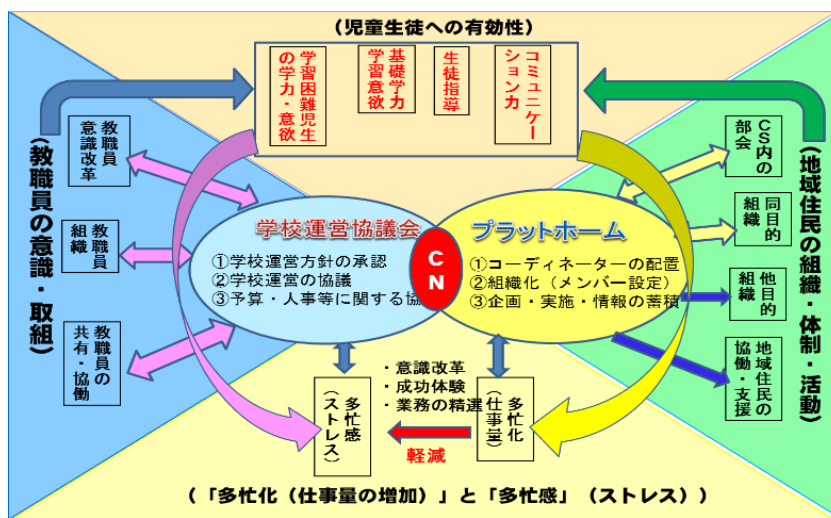 (児童生徒への有効性)
学習困難児生
の学力・意欲
基礎学力
学習意欲
生徒指導
コミュニケー
ション力
(教職員の意識・取組)
教職員
意識改革
教職員
組織
教職員の
共有・協働
学校運営協議会
①学校運営方針の承認
②学校運営の協議
③予算・人事等に関する協
CN
プラットホーム
①コーディネーターの配置
②組織化(メンバー設定)
③企画・実施・情報の蓄積
CS内の
部会
同目的
組織
他目的
組織
地域住民の
協働・支援
(地域住民の組織・体制・活動)
・意識改革
・成功体験
・業務の精選
多忙感
(ストレス)
軽減
多忙化
(仕事量)
(「多忙化(仕事量の増加)」と「多忙感」(ストレス))